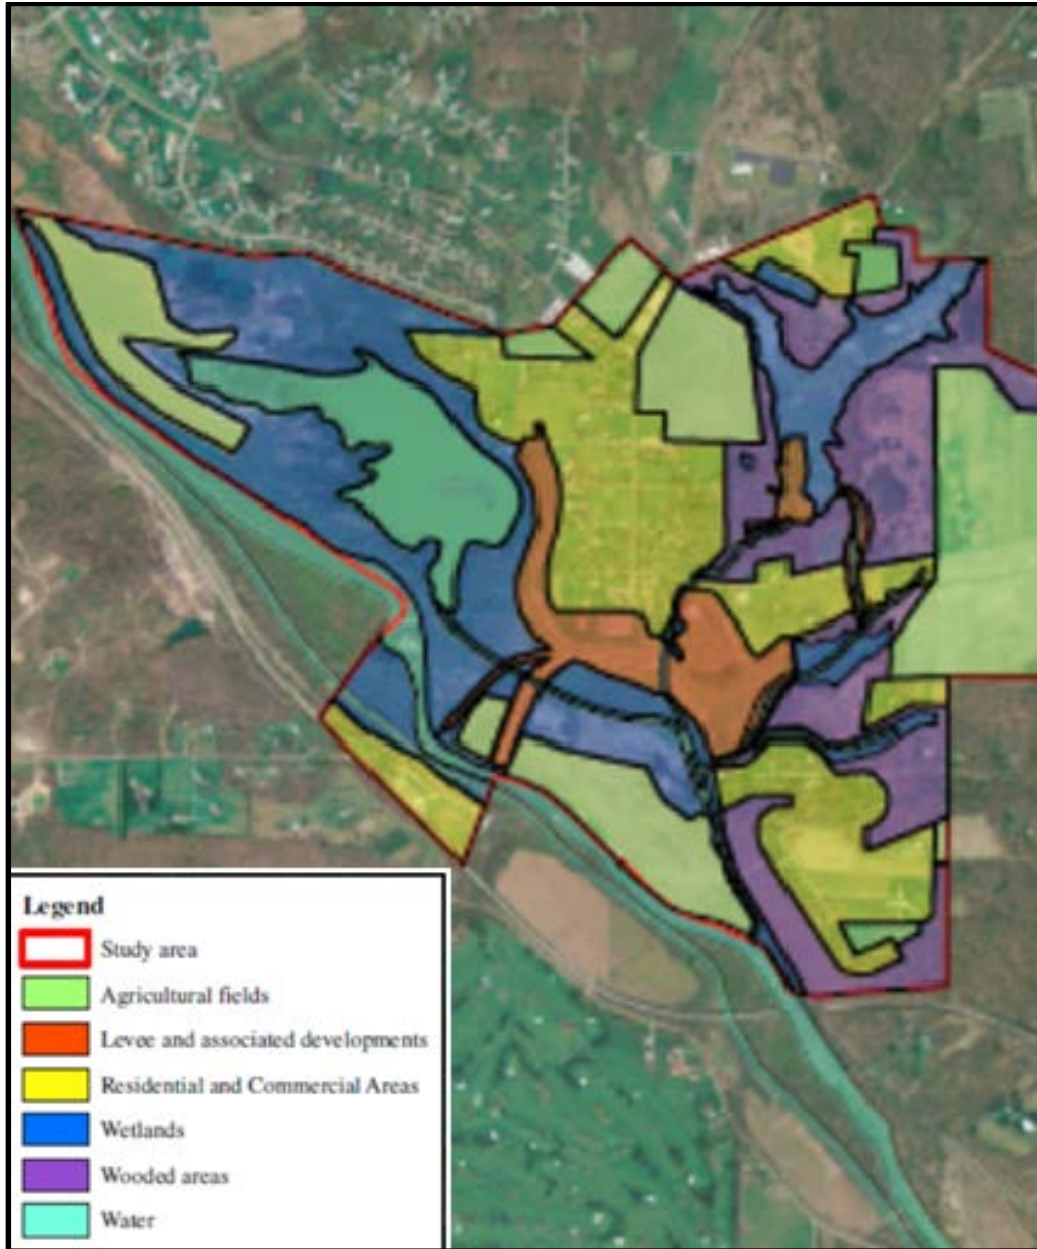 Legend
Study area
Agricultural fields
Levee and associated developments
Residential and Commercial Areas
Wetlands
Wooded areas
Water